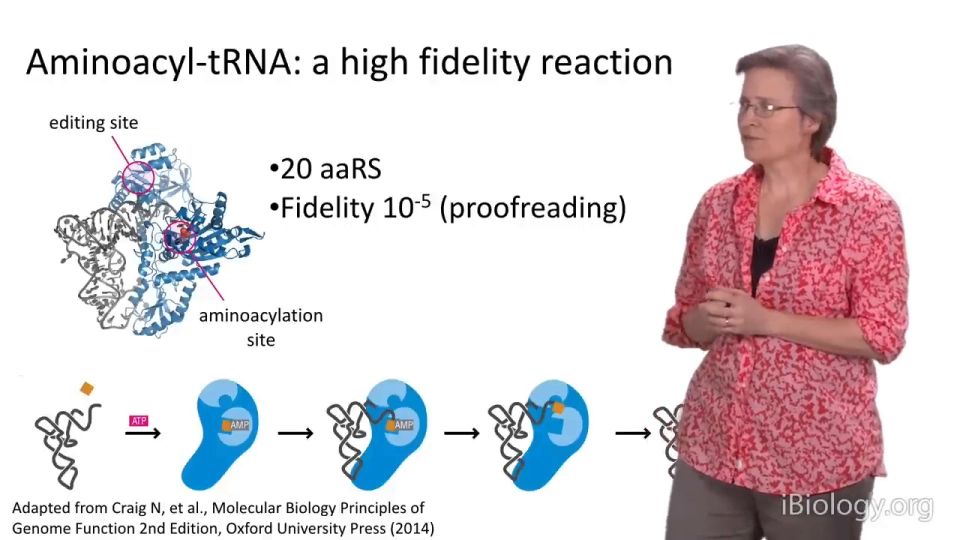 Aminoacyl-tRNA: a high fidelity reaction
editing site
•20 aaRS
•Fidelity 10⁻⁵ (proofreading)
aminoacylation
site
ATP
AMP
AMP
Adapted from Craig N, et al., Molecular Biology Principles of
Genome Function 2nd Edition, Oxford University Press (2014)
iBiology.org